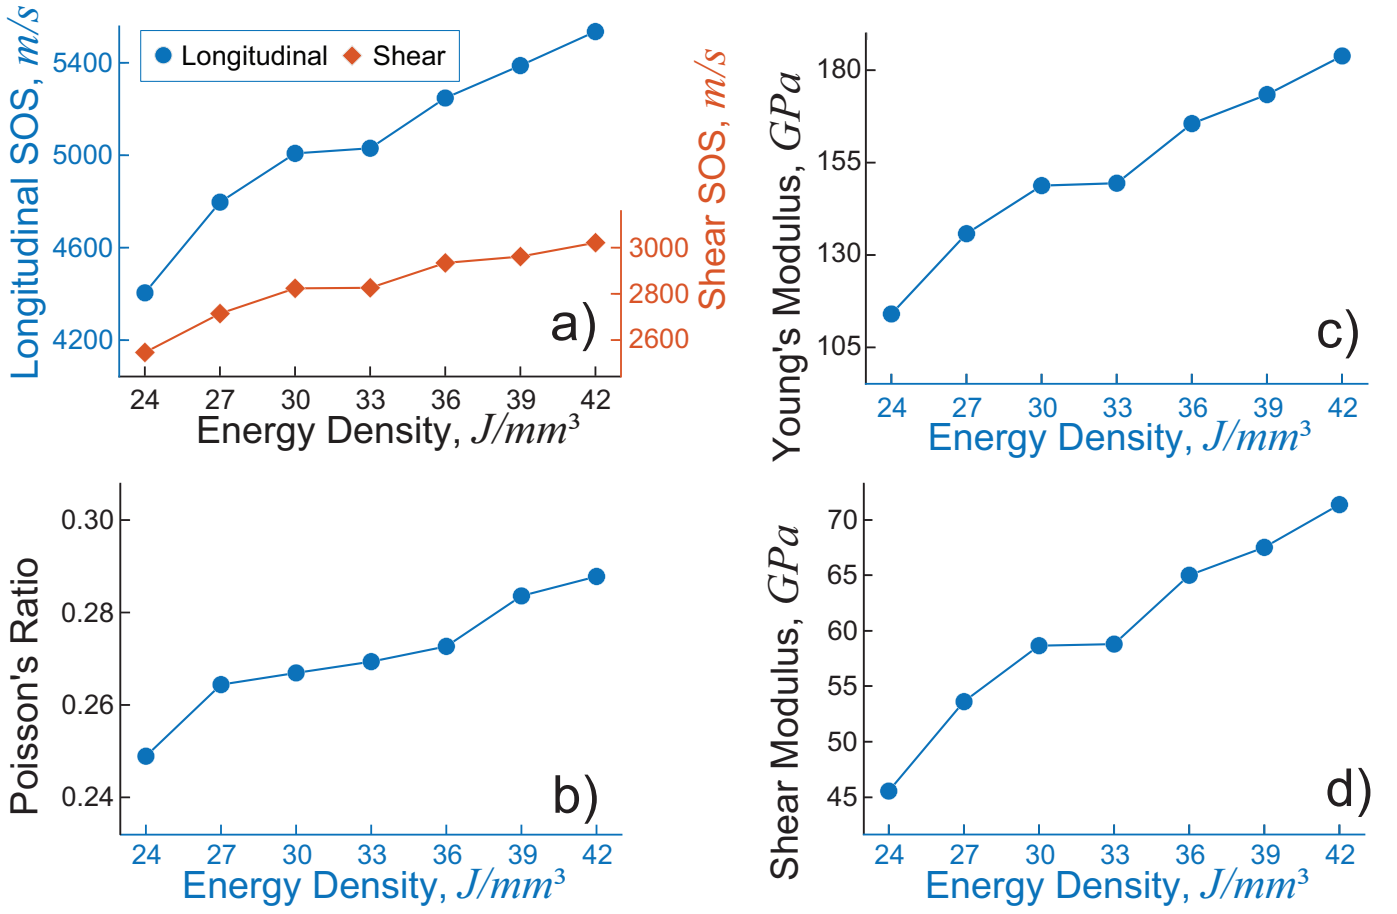 Longitudinal SOS, m/s
5400
5000
4600
4200
Longitudinal Shear
Shear SOS, m/s
3000
2800
2600
a)
24 27 30 33 36 39 42
Energy Density, J/mm³
Young's Modulus, GPa
180
155
130
105
c)
24 27 30 33 36 39 42
Energy Density, J/mm³
Poisson's Ratio
0.30
0.28
0.26
0.24
b)
24 27 30 33 36 39 42
Energy Density, J/mm³
Shear Modulus, GPa
70
65
60
55
50
45
d)
24 27 30 33 36 39 42
Energy Density, J/mm³